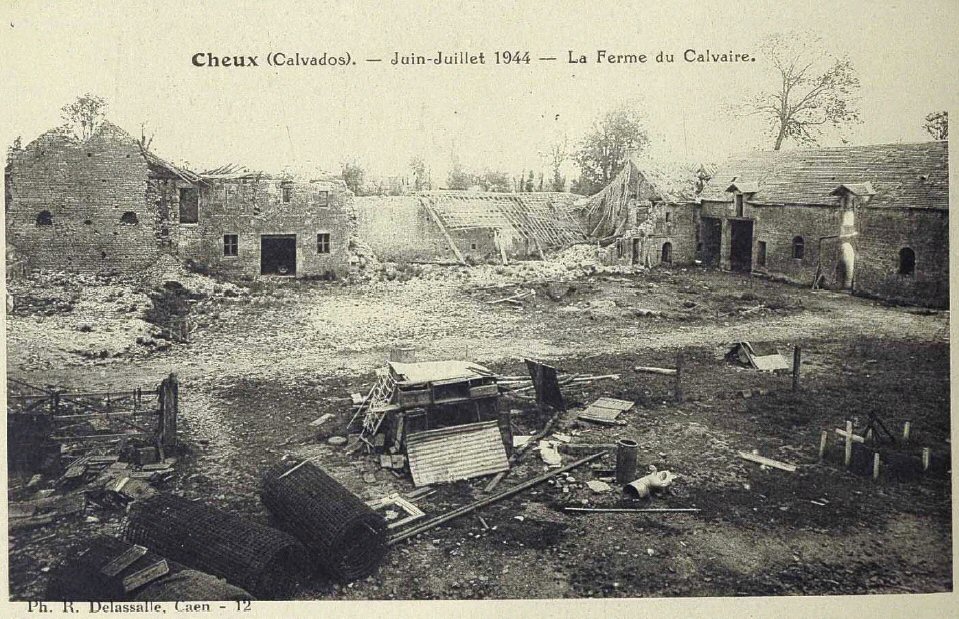 Cheux (Calvados). — Juin-Juillet 1944 — La Ferme du Calvaire.
Ph. R. Delassalle, Caen - 12